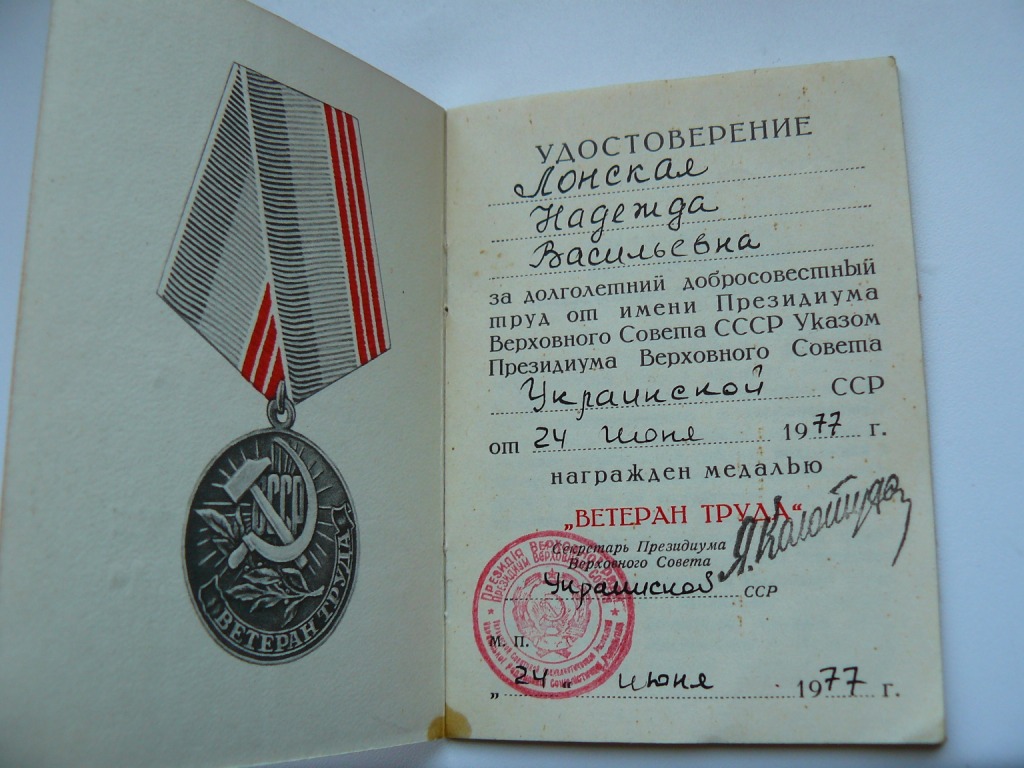 СССР
ВЕТЕРАН ТРУДА
УДОСТОВЕРЕНИЕ
Лонская
Надежда
Васильевна
за долголетний добросовестный
труд от имени Президиума
Верховного Совета СССР Указом
Президиума Верховного Совета
Украинской ССР
от 24 июня 1977 г.
награжден медалью
„ВЕТЕРАН ТРУДА“
Секретарь Президиума
Верховного Совета
Украинской ССР
М. П.
„24“ июня 1977 г.